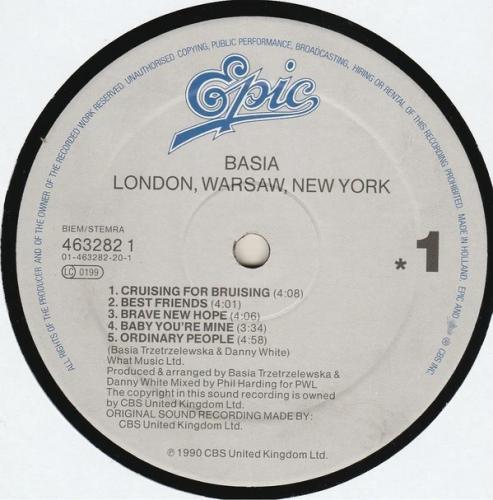 ALL RIGHTS OF THE PRODUCER AND OF THE OWNER OF THE RECORDED WORK RESERVED. UNAUTHORISED COPYING, PUBLIC PERFORMANCE, BROADCASTING, HIRING OR RENTAL OF THIS RECORDING PROHIBITED. MADE IN HOLLAND. EPIC AND ARE ® CBS INC.
Epic
BASIA
LONDON, WARSAW, NEW YORK
BIEM/STEMRA
463282 1
01-463282-20-1
LC 0199
* 1
1. CRUISING FOR BRUISING (4:08)
2. BEST FRIENDS (4:01)
3. BRAVE NEW HOPE (4:06)
4. BABY YOU'RE MINE (3:34)
5. ORDINARY PEOPLE (4:58)
(Basia Trzetrzelewska & Danny White)
What Music Ltd.
Produced & arranged by Basia Trzetrzelewska &
Danny White Mixed by Phil Harding for PWL
The copyright in this sound recording is owned
by CBS United Kingdom Ltd.
ORIGINAL SOUND RECORDING MADE BY:
CBS United Kingdom Ltd.
℗ 1990 CBS United Kingdom Ltd.